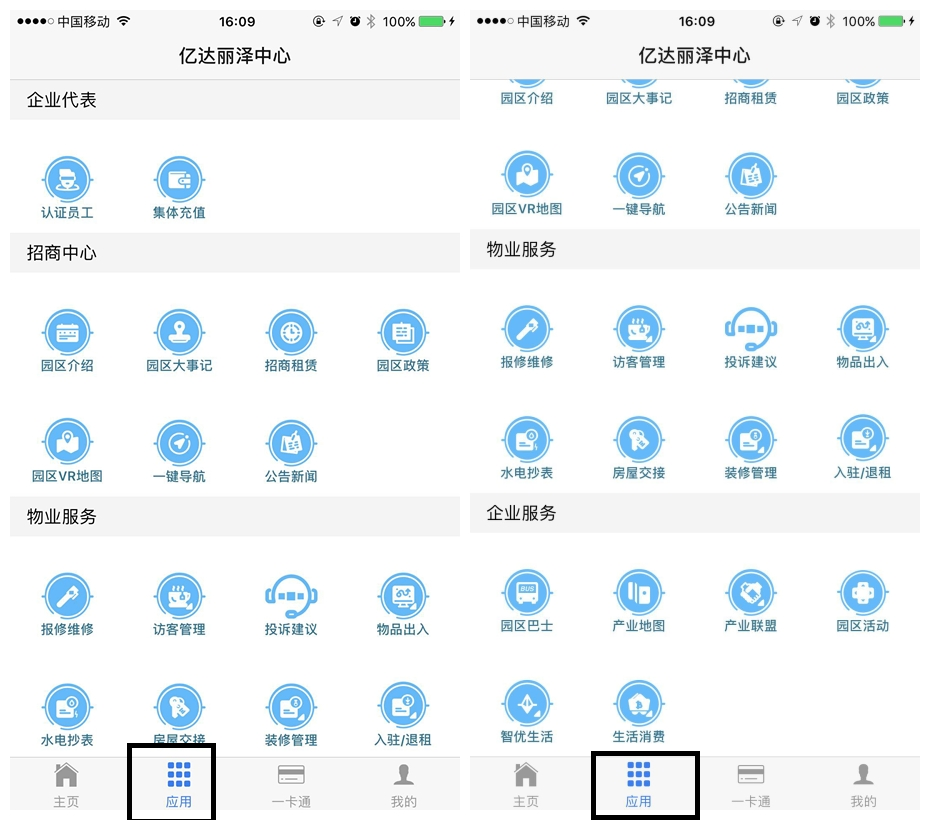 中国移动 16:09 100%
亿达丽泽中心
企业代表
认证员工 集体充值
招商中心
园区介绍 园区大事记 招商租赁 园区政策
园区VR地图 一键导航 公告新闻
物业服务
报修维修 访客管理 投诉建议 物品出入
水电抄表 房屋交接 装修管理 入驻/退租
主页 应用 一卡通 我的
中国移动 16:09 100%
亿达丽泽中心
园区介绍 园区大事记 招商租赁 园区政策
园区VR地图 一键导航 公告新闻
物业服务
报修维修 访客管理 投诉建议 物品出入
水电抄表 房屋交接 装修管理 入驻/退租
企业服务
BUS
园区巴士 产业地图 产业联盟 园区活动
智优生活 生活消费
主页 应用 一卡通 我的